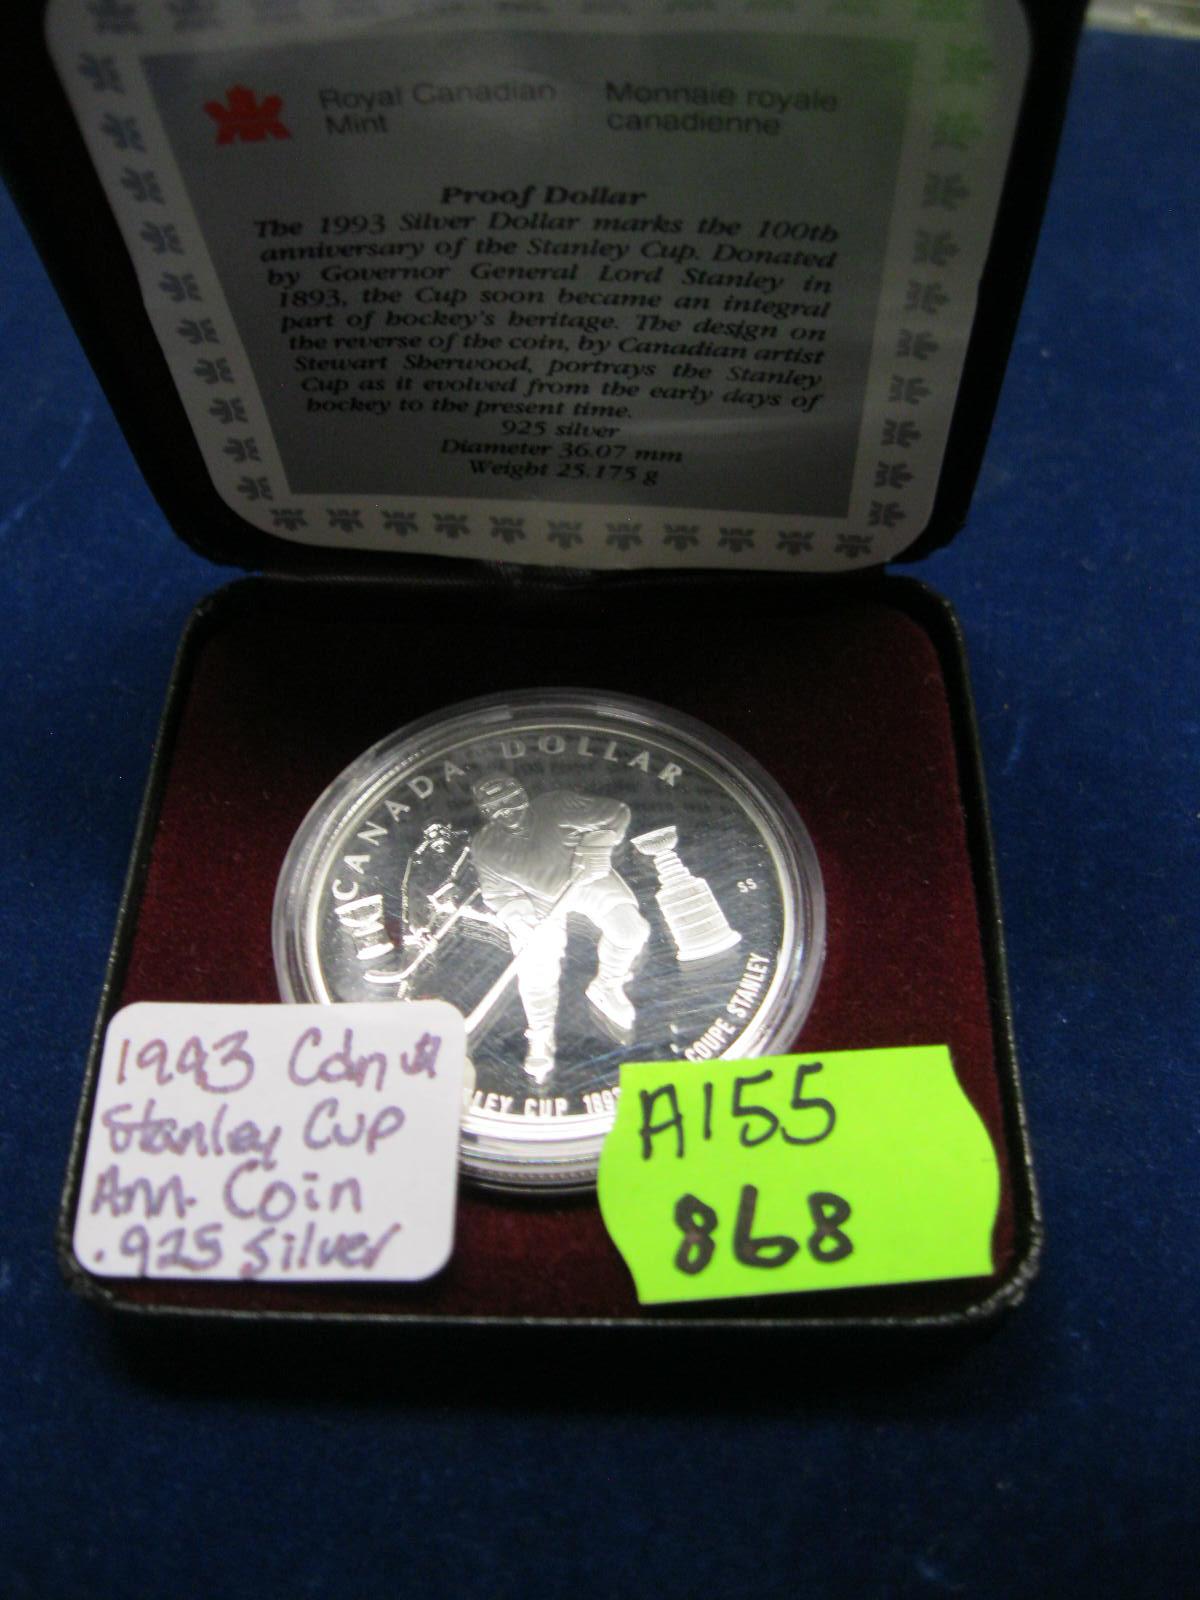 Royal Canadian Mint
Monnaie royale canadienne
Proof Dollar
The 1993 Silver Dollar marks the 100th
anniversary of the Stanley Cup. Donated
by Governor General Lord Stanley in
1893, the Cup soon became an integral
part of hockey's heritage. The design on
the reverse of the coin, by Canadian artist
Stewart Sherwood, portrays the Stanley
Cup as it evolved from the early days of
hockey to the present time.
925 silver
Diameter 36.07 mm
Weight 25.175 g
CANADA DOLLAR
SS
COUPE STANLEY
LEY CUP 1893
1993 Cdn $1
Stanley Cup
Ann. Coin
.925 silver
A155
868